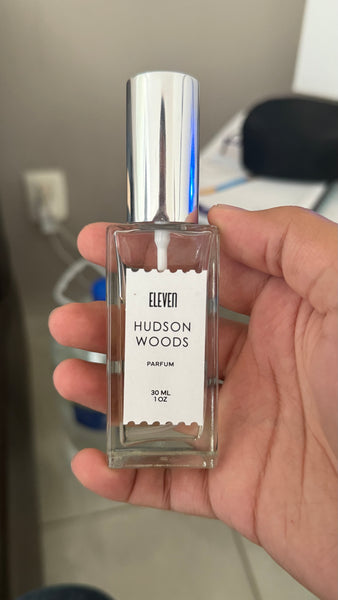 ELEVEN
HUDSON
WOODS
PARFUM
30 ML
1 OZ